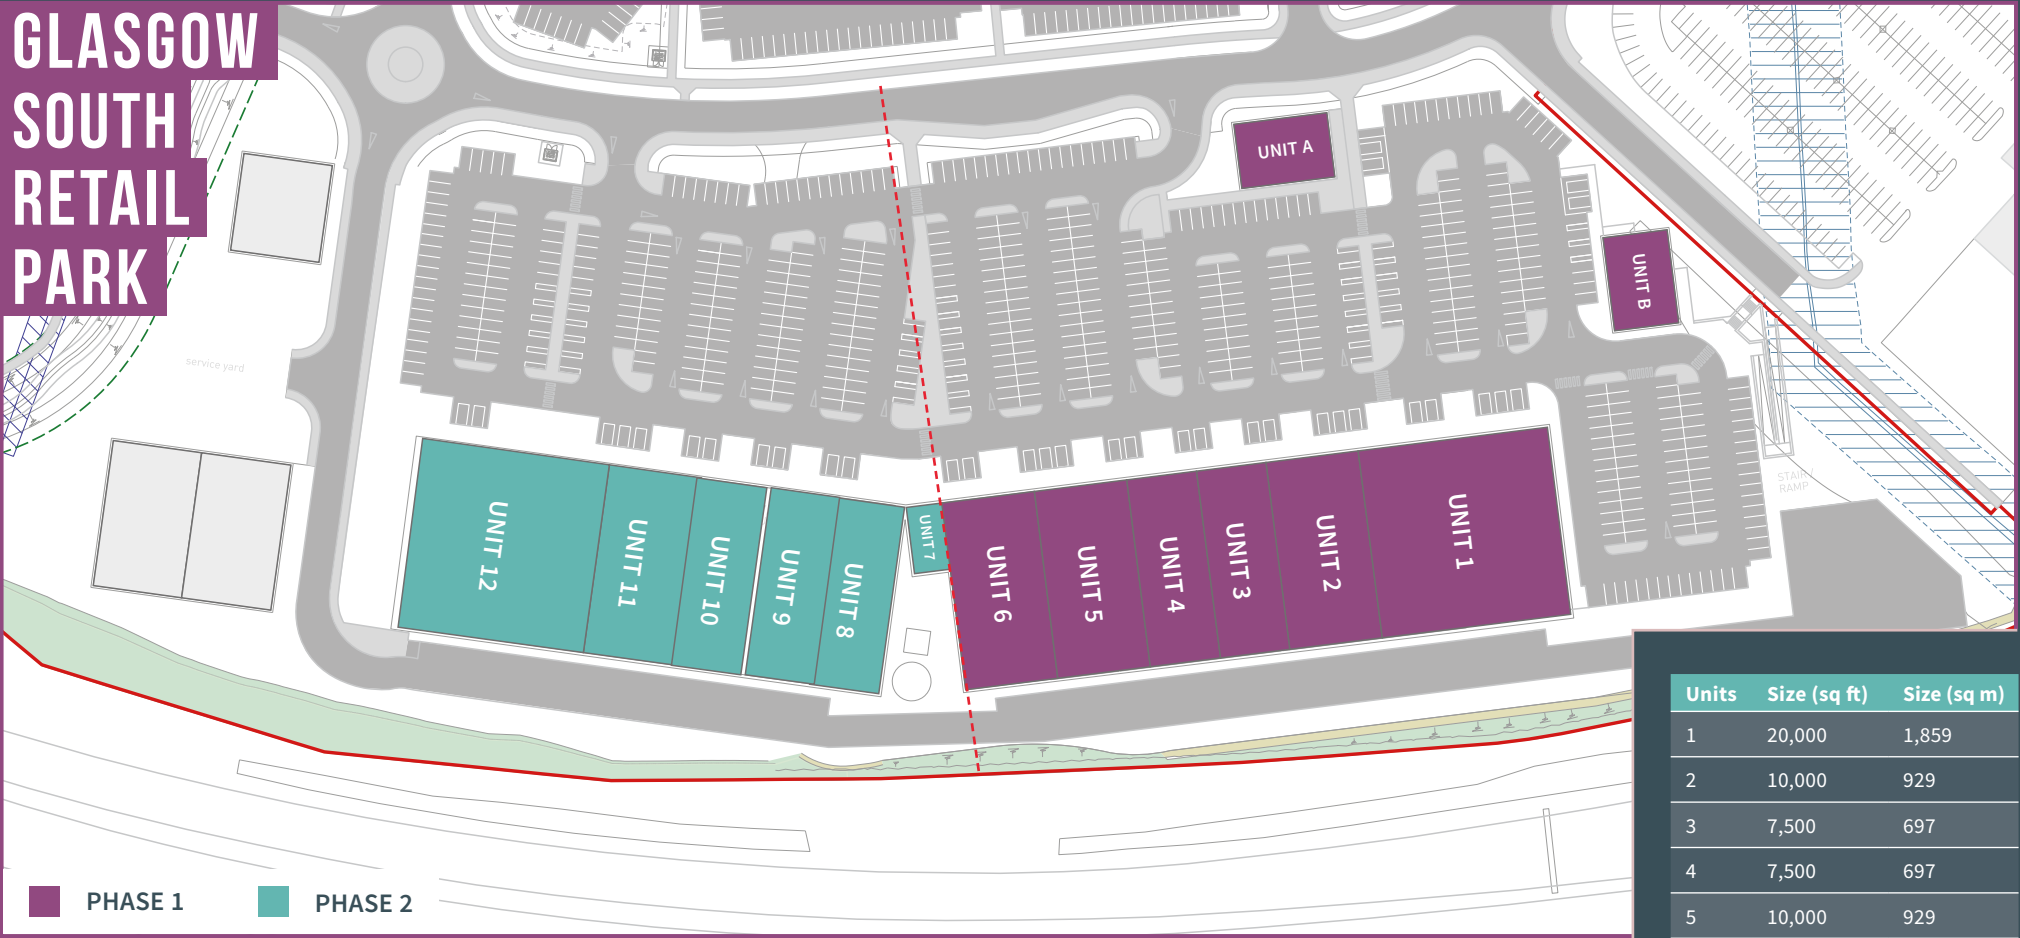 GLASGOW
SOUTH
RETAIL
PARK
UNIT A
UNIT B
service yard
STAIR /
RAMP
UNIT 12
UNIT 11
UNIT 10
UNIT 9
UNIT 8
UNIT 7
UNIT 6
UNIT 5
UNIT 4
UNIT 3
UNIT 2
UNIT 1
Units Size (sq ft) Size (sq m)
1 20,000 1,859
2 10,000 929
3 7,500 697
4 7,500 697
5 10,000 929
PHASE 1 PHASE 2